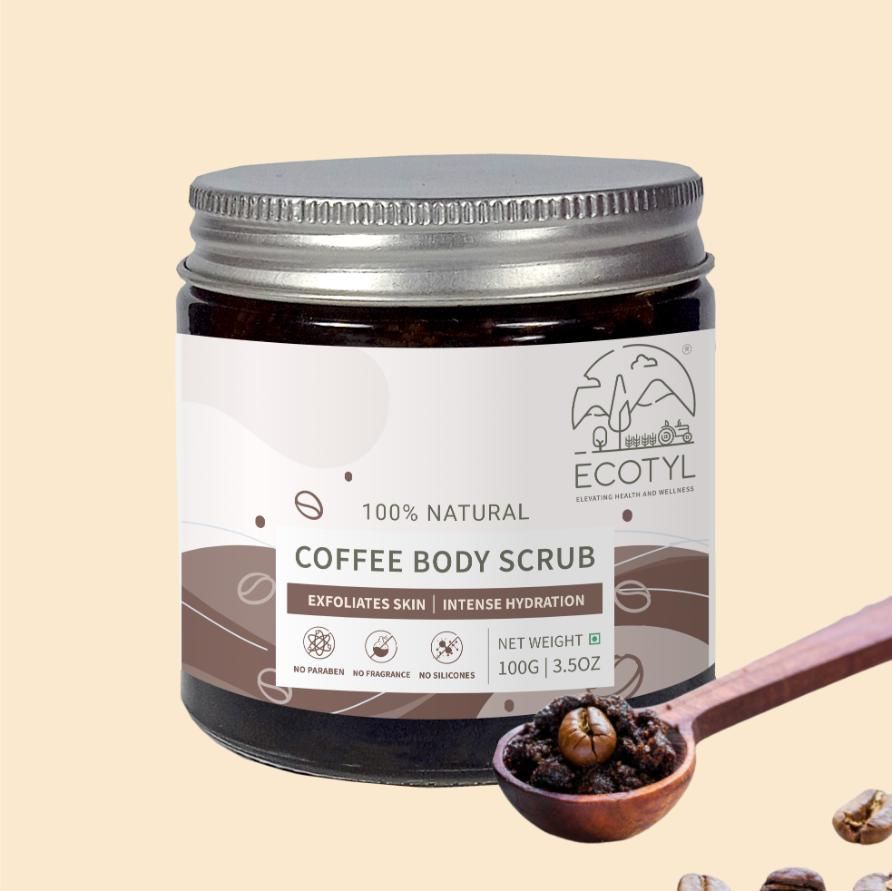 ®
ECOTYL
ELEVATING HEALTH AND WELLNESS
100% NATURAL
COFFEE BODY SCRUB
EXFOLIATES SKIN | INTENSE HYDRATION
NO PARABEN
NO FRAGRANCE
NO SILICONES
NET WEIGHT
100G | 3.5OZ